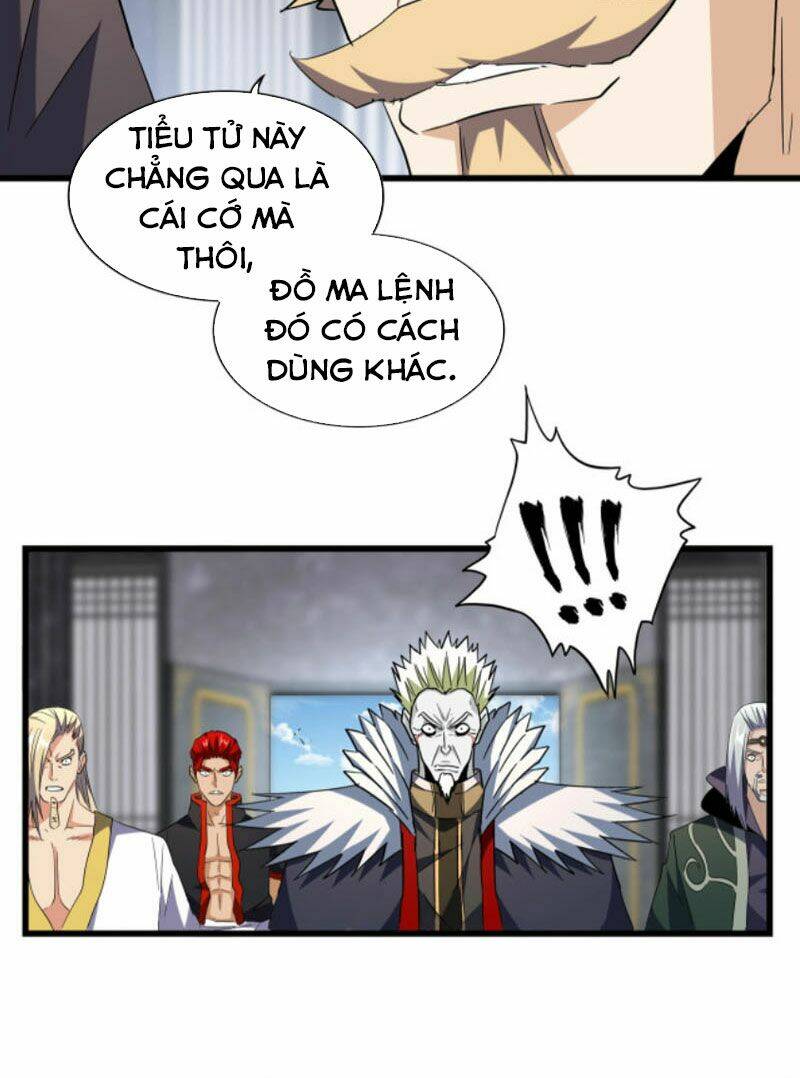 TIỂU TỬ NÀY
CHẲNG QUA LÀ
CÁI CỚ MÀ
THÔI,
ĐỒ MA LỆNH
ĐÓ CÓ CÁCH
DÙNG KHÁC.
!!!